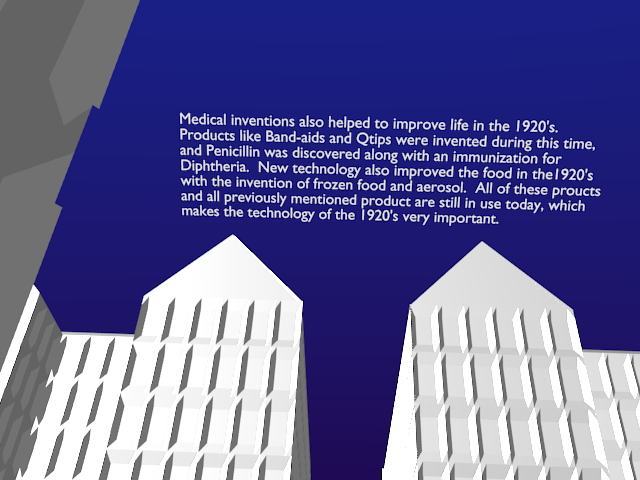 Medical inventions also helped to improve life in the 1920's.
Products like Band-aids and Qtips were invented during this time,
and Penicillin was discovered along with an immunization for
Diphtheria.  New technology also improved the food in the1920's
with the invention of frozen food and aerosol.  All of these proucts
and all previously mentioned product are still in use today, which
makes the technology of the 1920's very important.